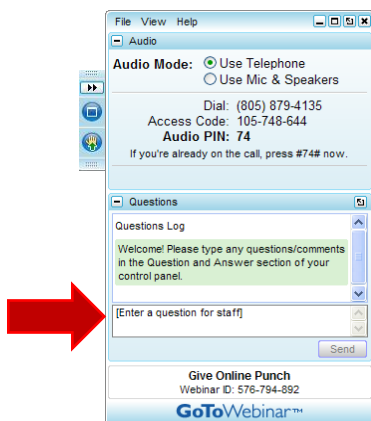 File View Help
Audio
Audio Mode: Use Telephone
Use Mic & Speakers
Dial: (805) 879-4135
Access Code: 105-748-644
Audio PIN: 74
If you're already on the call, press #74# now.
Questions
Questions Log
Welcome! Please type any questions/comments
in the Question and Answer section of your
control panel.
[Enter a question for staff]
Send
Give Online Punch
Webinar ID: 576-794-892
GoToWebinar™